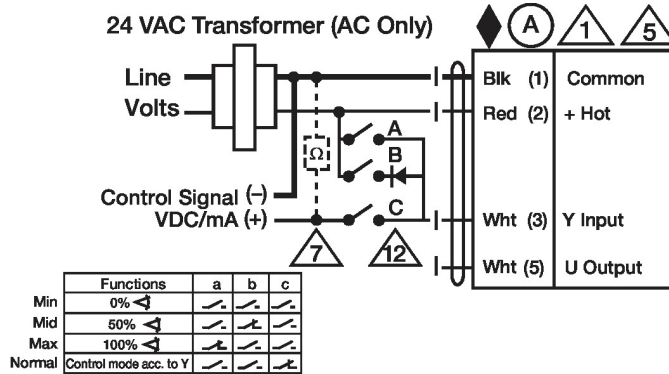 24 VAC Transformer (AC Only)
A
1
5
Line
Volts
Blk (1) Common
Red (2) + Hot
A
Ω
B
Control Signal (-)
VDC/mA (+)
C
Wht (3) Y Input
7
12
Wht (5) U Output
Functions a b c
Min 0%
Mid 50%
Max 100%
Normal Control mode acc. to Y